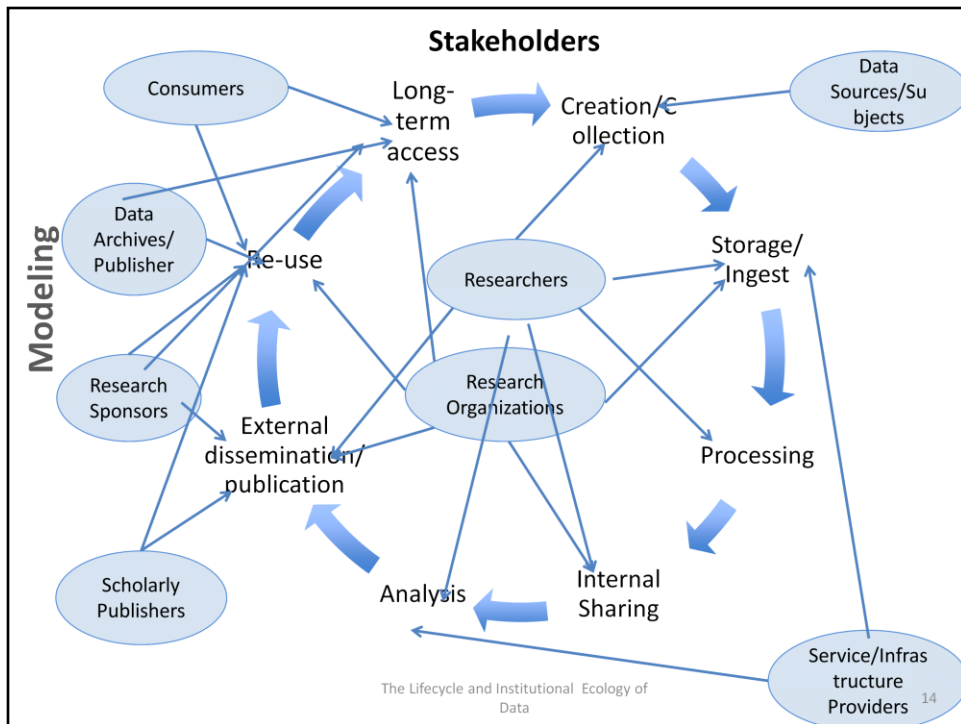 Stakeholders
Consumers
Long-
term
access
Creation/C
ollection
Data
Sources/Su
bjects
Modeling
Data
Archives/
Publisher
Re-use
Researchers
Storage/
Ingest
Research
Sponsors
Research
Organizations
External
dissemination/
publication
Processing
Scholarly
Publishers
Analysis
Internal
Sharing
Service/Infras
tructure
Providers
The Lifecycle and Institutional Ecology of
Data
14